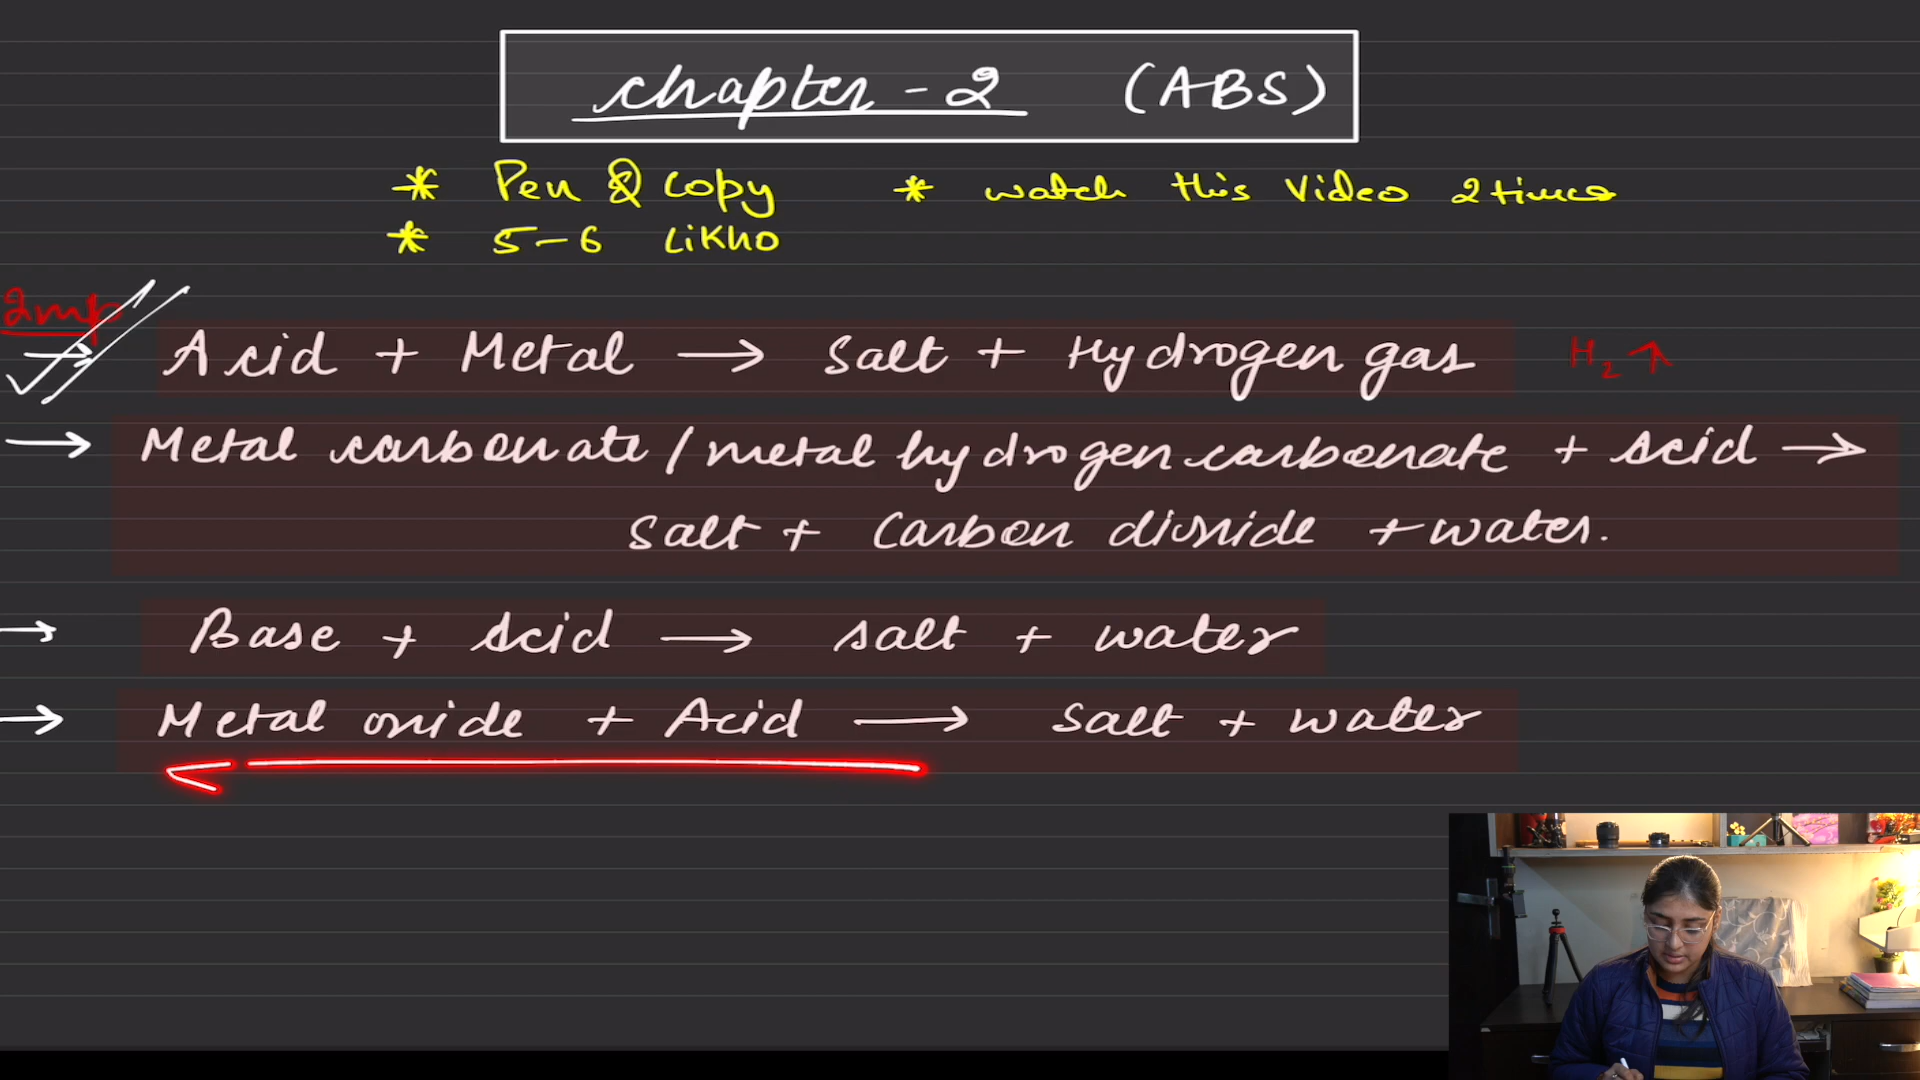 Chapter - 2 (ABS)
* Pen & Copy * watch this Video 2 times
* 5-6 Likho
Imp
→ Acid + Metal → Salt + Hydrogen gas H₂ ↑
→ Metal carbonate / metal hydrogen carbonate + Acid →
Salt + Carbon dioxide + water.
→ Base + Acid → salt + water
→ Metal oxide + Acid → Salt + water